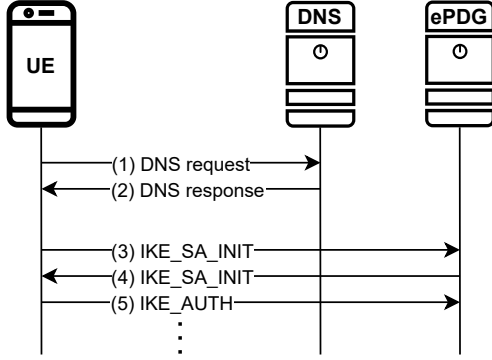 UE
DNS
ePDG
(1) DNS request
(2) DNS response
(3) IKE_SA_INIT
(4) IKE_SA_INIT
(5) IKE_AUTH